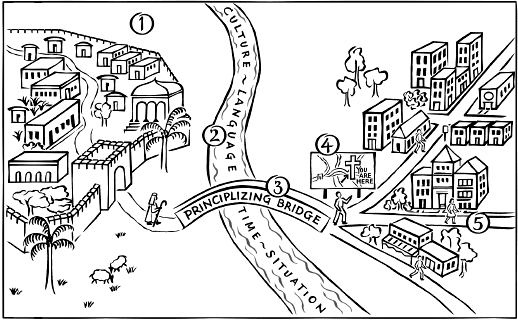 1
CULTURE ~ LANGUAGE
2
4
YOU
ARE
HERE
3
PRINCIPLIZING BRIDGE
TIME ~ SITUATION
5